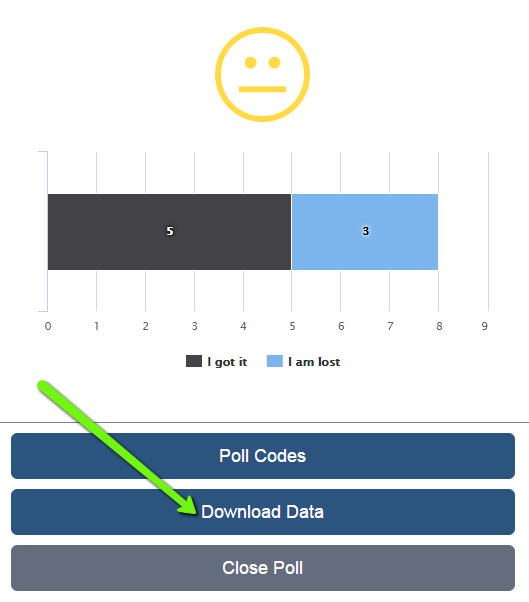 5 3
0 1 2 3 4 5 6 7 8 9
I got it I am lost
Poll Codes
Download Data
Close Poll